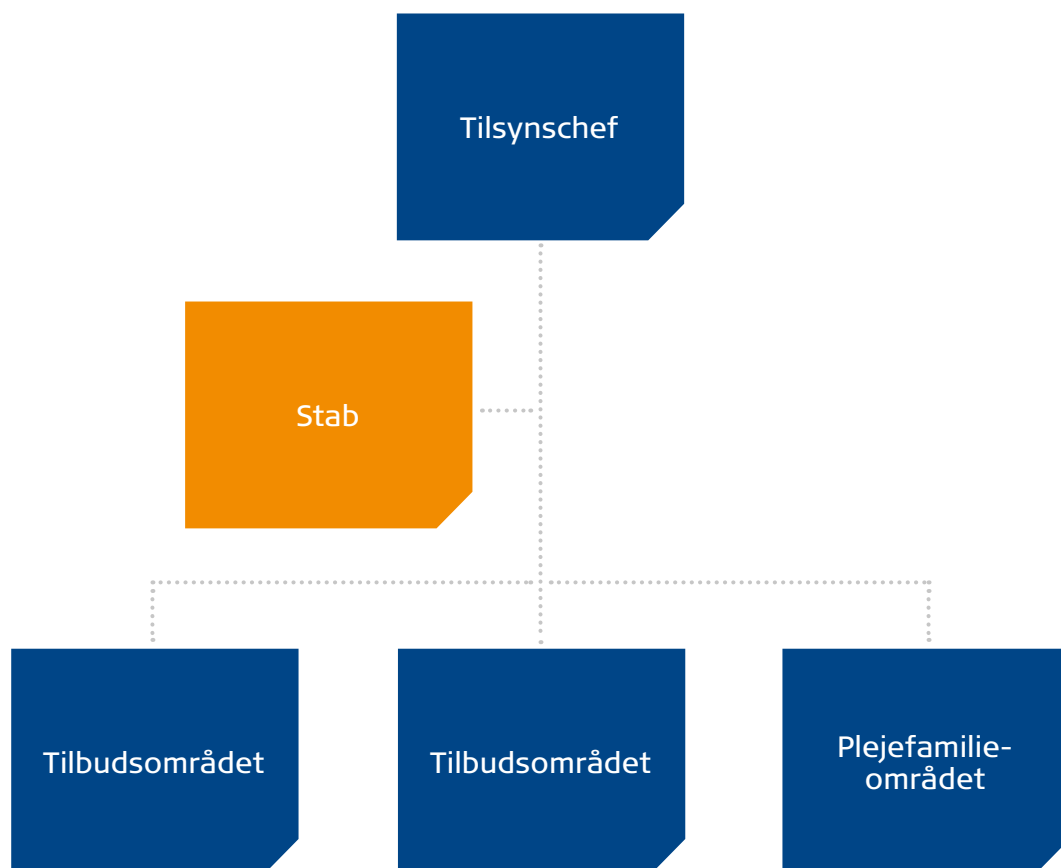 Tilsynschef
Stab
Tilbudsområdet
Tilbudsområdet
Plejefamilie-
området